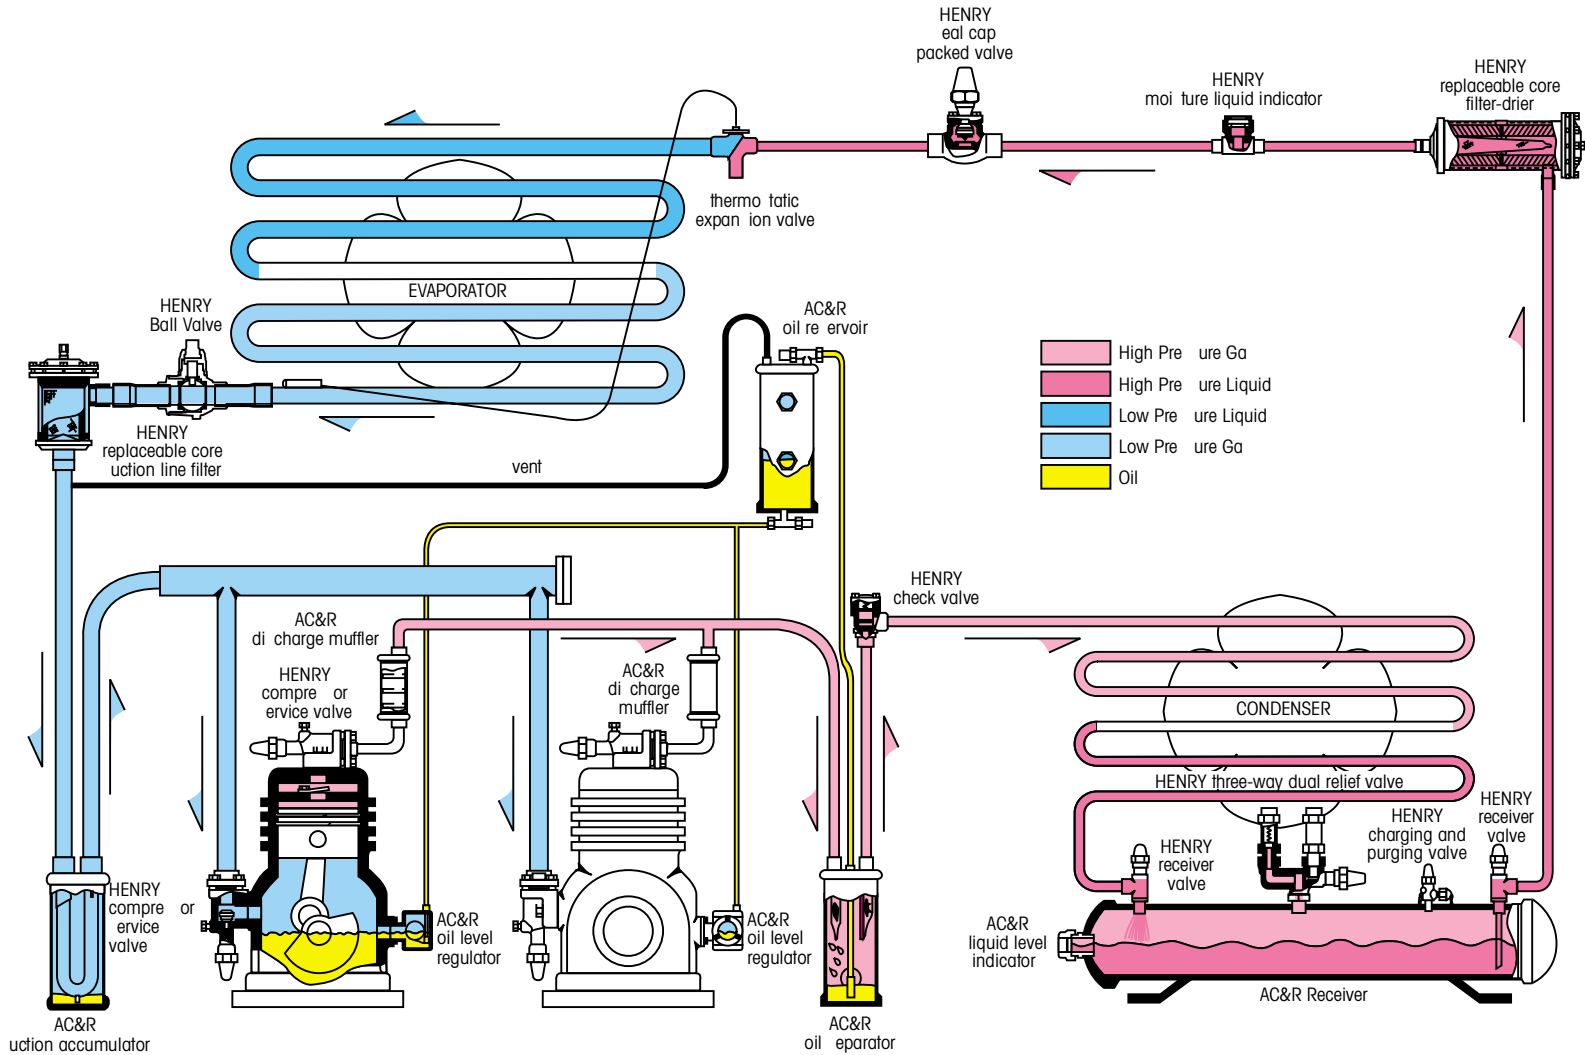 HENRY
eal cap
packed valve
HENRY
moi ture liquid indicator
HENRY
replaceable core
filter-drier
thermo tatic
expan ion valve
EVAPORATOR
HENRY
Ball Valve
AC&R
oil re ervoir
High Pre ure Ga
High Pre ure Liquid
Low Pre ure Liquid
Low Pre ure Ga
Oil
HENRY
replaceable core
uction line filter
vent
HENRY
check valve
AC&R
di charge muffler
HENRY
compre or
ervice valve
AC&R
di charge
muffler
CONDENSER
HENRY three-way dual relief valve
HENRY
receiver
valve
HENRY
charging and
purging valve
HENRY
receiver
valve
HENRY
compre or
ervice
valve
AC&R
oil level
regulator
AC&R
oil level
regulator
AC&R
liquid level
indicator
AC&R Receiver
AC&R
uction accumulator
AC&R
oil eparator